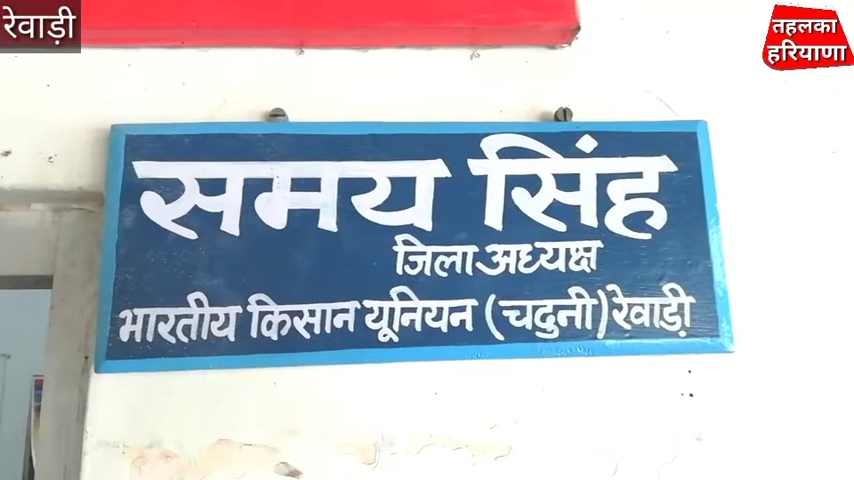 रेवाड़ी
तहलका
हरियाणा
समय सिंह
जिला अध्यक्ष
भारतीय किसान यूनियन (चदुनी) रेवाड़ी